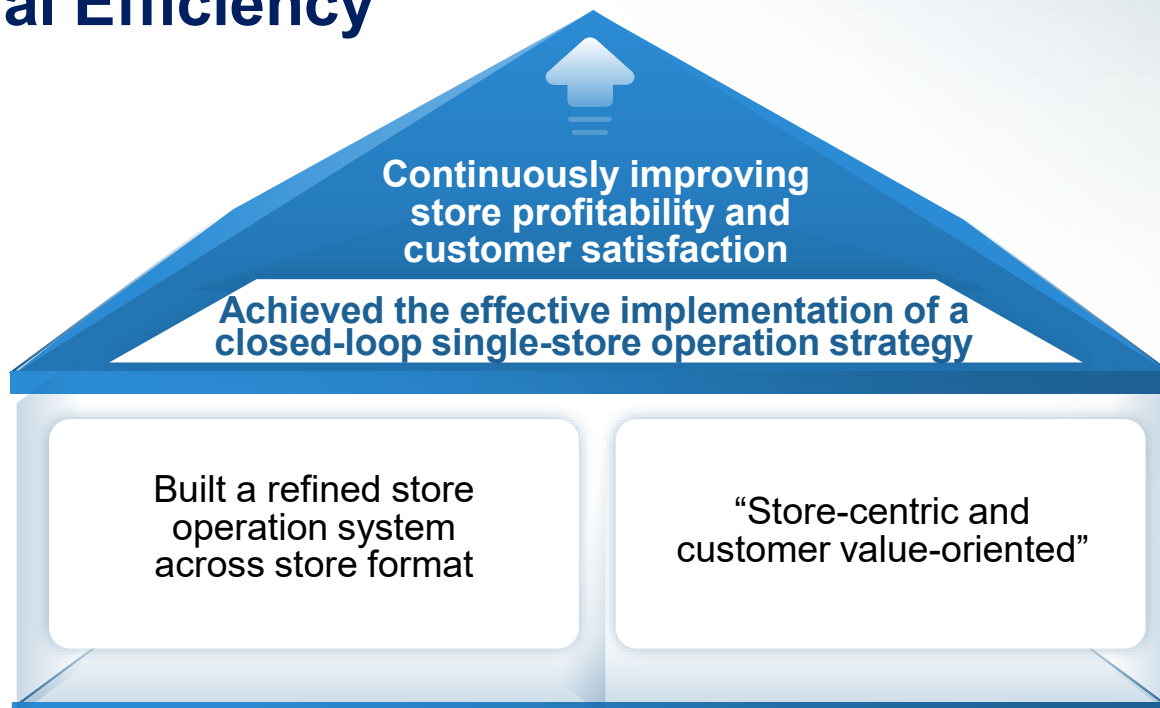 al Efficiency
Continuously improving
store profitability and
customer satisfaction
Achieved the effective implementation of a
closed-loop single-store operation strategy
Built a refined store
operation system
across store format
“Store-centric and
customer value-oriented”